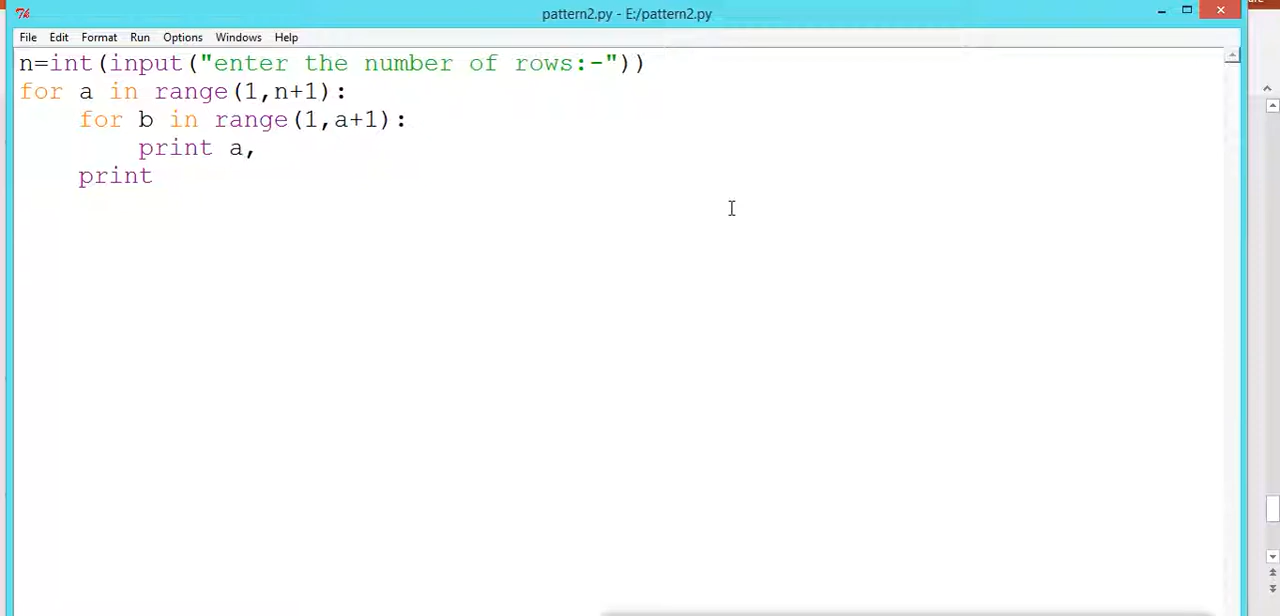 pattern2.py - E:/pattern2.py
File Edit Format Run Options Windows Help
n=int(input("enter the number of rows:-"))
for a in range(1,n+1):
    for b in range(1,a+1):
        print a,
    print